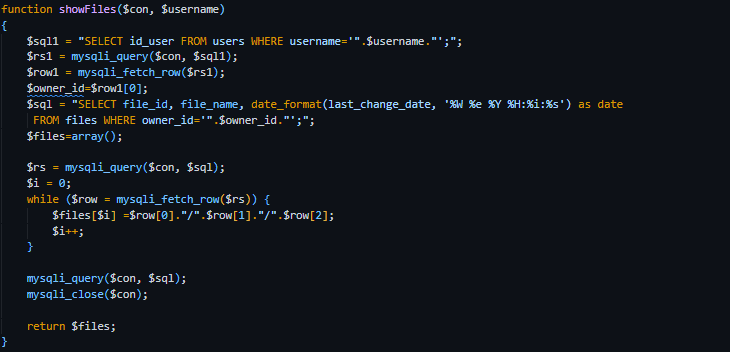 function showFiles($con, $username)
{
    $sql1 = "SELECT id_user FROM users WHERE username='".$username."';";
    $rs1 = mysqli_query($con, $sql1);
    $row1 = mysqli_fetch_row($rs1);
    $owner_id=$row1[0];
    $sql = "SELECT file_id, file_name, date_format(last_change_date, '%W %e %Y %H:%i:%s') as date
     FROM files WHERE owner_id='".$owner_id."';";
    $files=array();

    $rs = mysqli_query($con, $sql);
    $i = 0;
    while ($row = mysqli_fetch_row($rs)) {
        $files[$i] =$row[0]."/".$row[1]."/".$row[2];
        $i++;
    }

    mysqli_query($con, $sql);
    mysqli_close($con);

    return $files;
}